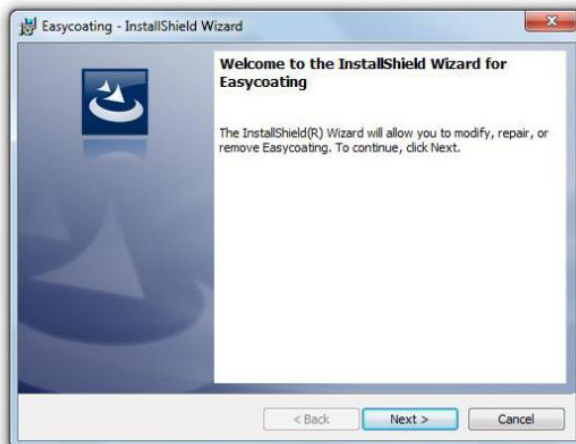 Easycoating - InstallShield Wizard
Welcome to the InstallShield Wizard for
Easycoating
The InstallShield(R) Wizard will allow you to modify, repair, or
remove Easycoating. To continue, click Next.
< Back
Next >
Cancel